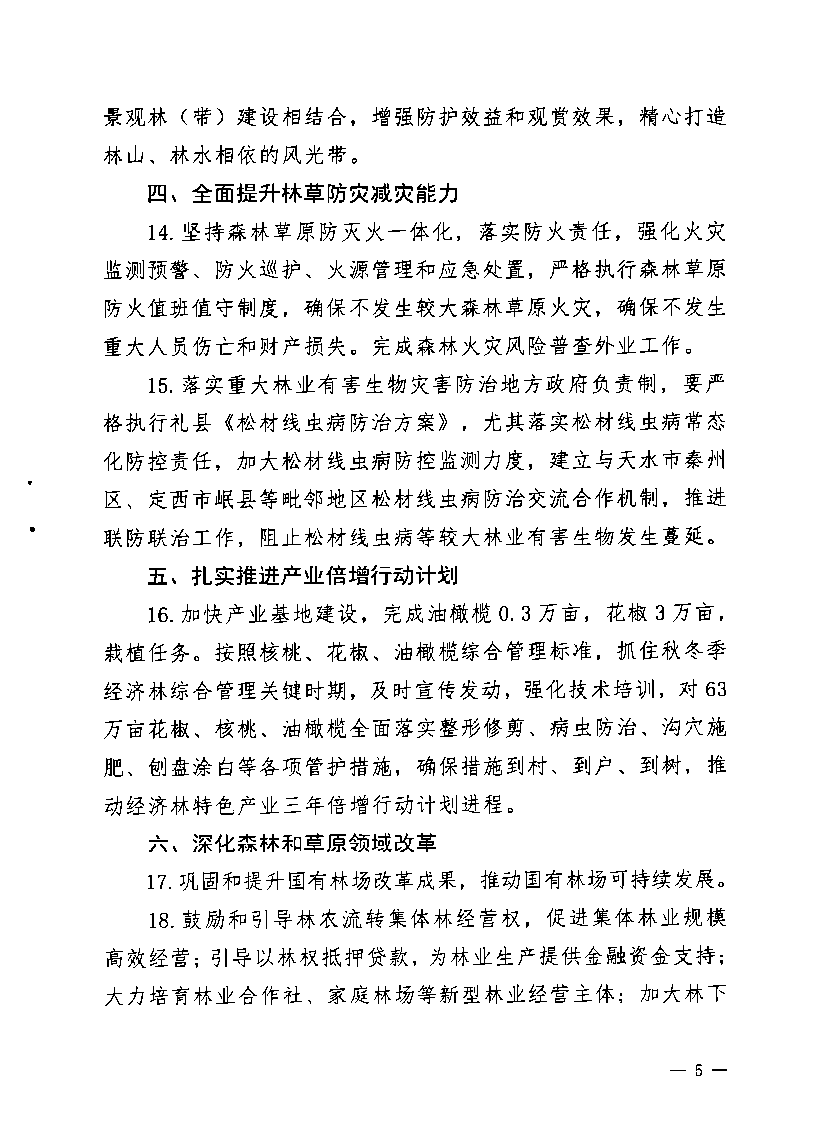 景观林（带）建设相结合，增强防护效益和观赏效果，精心打造
林山、林水相依的风光带。
四、全面提升林草防灾减灾能力
14.坚持森林草原防灭火一体化，落实防火责任，强化火灾
监测预警、防火巡护、火源管理和应急处置，严格执行森林草原
防火值班值守制度，确保不发生较大森林草原火灾，确保不发生
重大人员伤亡和财产损失。完成森林火灾风险普查外业工作。
15.落实重大林业有害生物灾害防治地方政府负责制，要严
格执行礼县《松材线虫病防治方案》，尤其落实松材线虫病常态
化防控责任，加大松材线虫病防控监测力度，建立与天水市秦州
区、定西市岷县等毗邻地区松材线虫病防治交流合作机制，推进
联防联治工作，阻止松材线虫病等较大林业有害生物发生蔓延。
五、扎实推进产业倍增行动计划
16.加快产业基地建设，完成油橄榄0.3万亩，花椒3万亩，
栽植任务。按照核桃、花椒、油橄榄综合管理标准，抓住秋冬季
经济林综合管理关键时期，及时宣传发动，强化技术培训，对63
万亩花椒、核桃、油橄榄全面落实整形修剪、病虫防治、沟穴施
肥、刨盘涂白等各项管护措施，确保措施到村、到户、到树，推
动经济林特色产业三年倍增行动计划进程。
六、深化森林和草原领域改革
17.巩固和提升国有林场改革成果，推动国有林场可持续发展。
18.鼓励和引导林农流转集体林经营权，促进集体林业规模
高效经营；引导以林权抵押贷款，为林业生产提供金融资金支持；
大力培育林业合作社、家庭林场等新型林业经营主体；加大林下
— 5 —